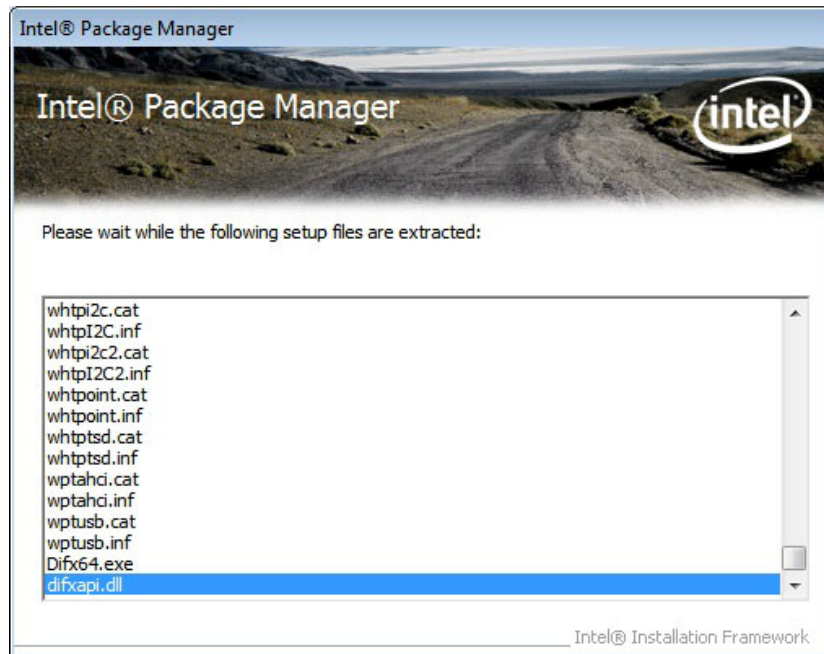 Intel® Package Manager
Intel® Package Manager
intel
Please wait while the following setup files are extracted:
whtpi2c.cat
whtpI2C.inf
whtpi2c2.cat
whtpI2C2.inf
whtpoint.cat
whtpoint.inf
whtptsd.cat
whtptsd.inf
wptahci.cat
wptahci.inf
wptusb.cat
wptusb.inf
Difx64.exe
difxapi.dll
Intel® Installation Framework